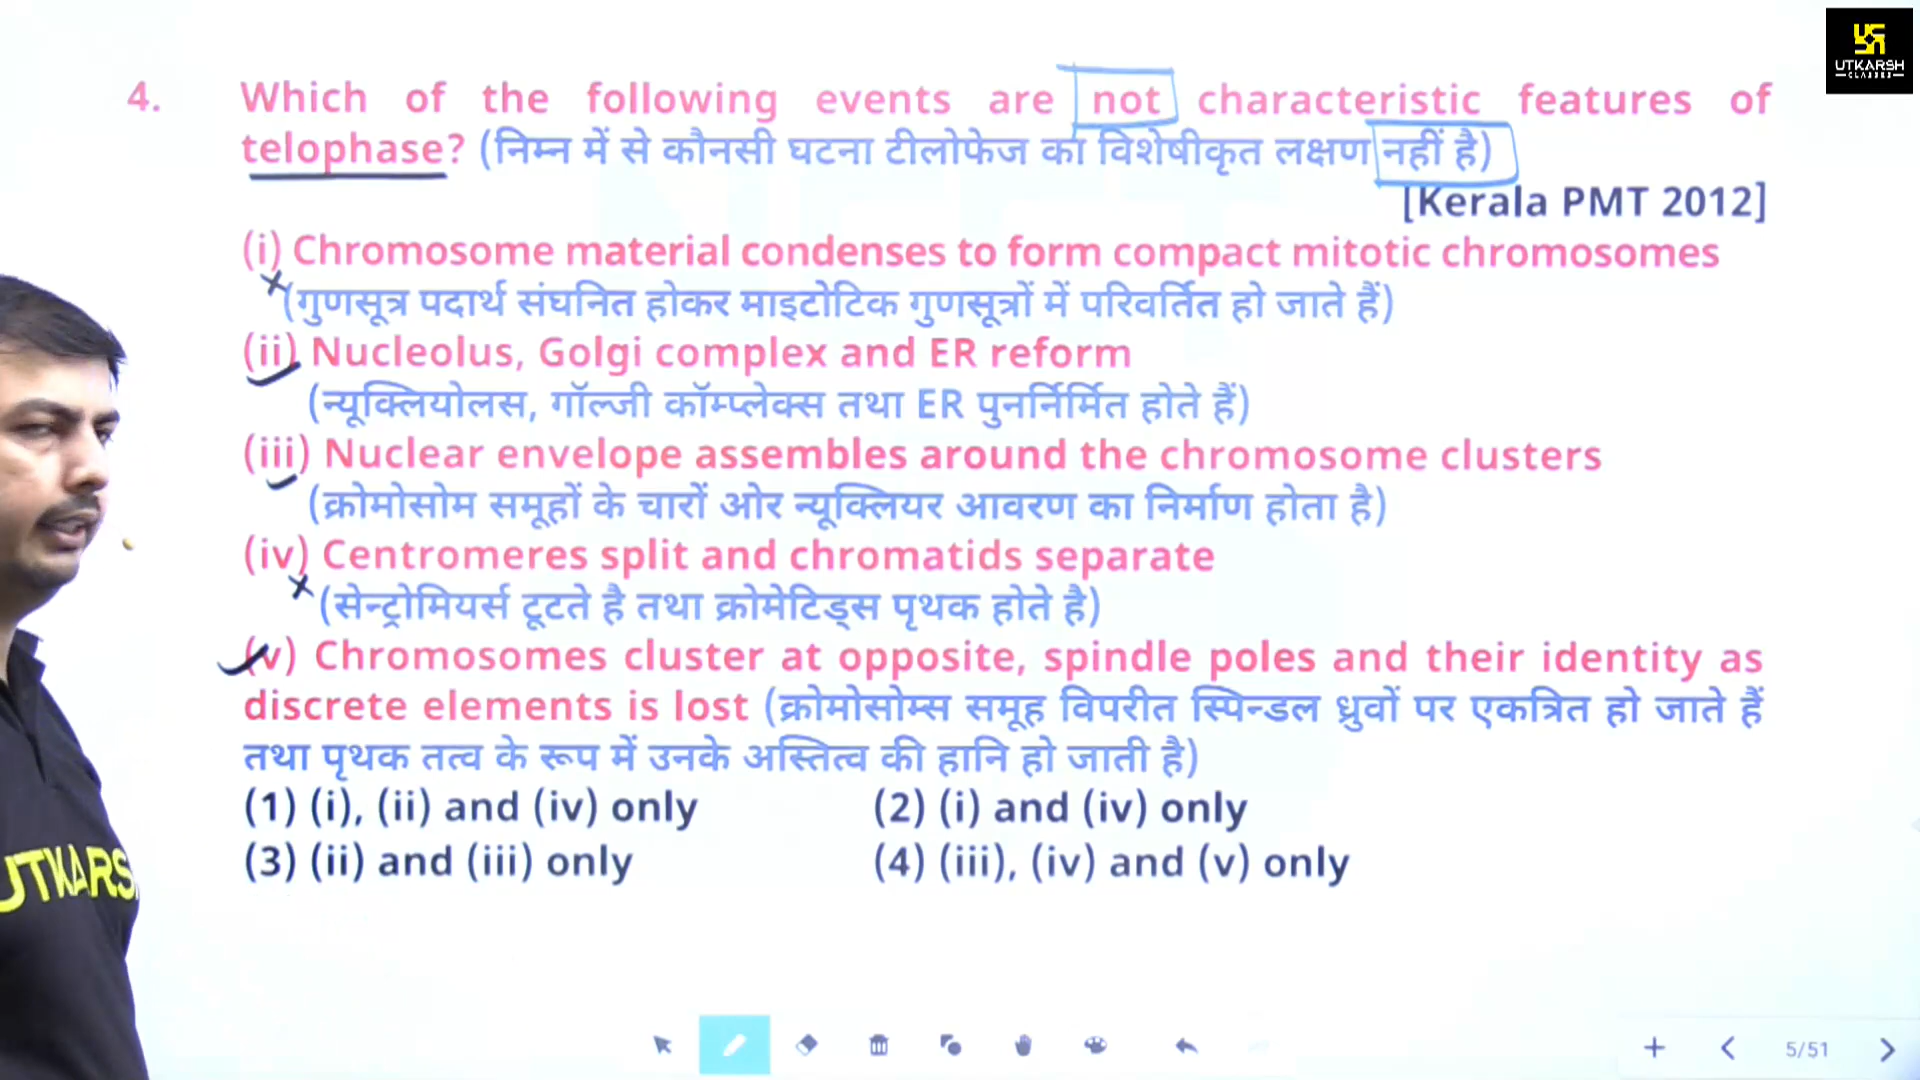 UTKARSH
CLASSES
4. Which of the following events are not characteristic features of
telophase? (निम्न में से कौनसी घटना टीलोफेज का विशेषीकृत लक्षण नहीं है)
[Kerala PMT 2012]
(i) Chromosome material condenses to form compact mitotic chromosomes
(गुणसूत्र पदार्थ संघनित होकर माइटोटिक गुणसूत्रों में परिवर्तित हो जाते हैं)
(ii) Nucleolus, Golgi complex and ER reform
(न्यूक्लियोलस, गॉल्जी कॉम्प्लेक्स तथा ER पुनर्निर्मित होते हैं)
(iii) Nuclear envelope assembles around the chromosome clusters
(क्रोमोसोम समूहों के चारों ओर न्यूक्लियर आवरण का निर्माण होता है)
(iv) Centromeres split and chromatids separate
(सेन्ट्रोमियर्स टूटते है तथा क्रोमेटिड्स पृथक होते है)
(v) Chromosomes cluster at opposite, spindle poles and their identity as
discrete elements is lost (क्रोमोसोम्स समूह विपरीत स्पिन्डल ध्रुवों पर एकत्रित हो जाते हैं
तथा पृथक तत्व के रूप में उनके अस्तित्व की हानि हो जाती है)
(1) (i), (ii) and (iv) only (2) (i) and (iv) only
(3) (ii) and (iii) only (4) (iii), (iv) and (v) only
UTKARS
5/51